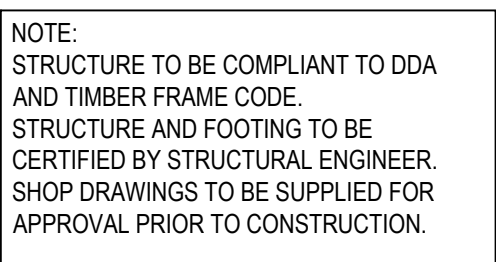 NOTE:
STRUCTURE TO BE COMPLIANT TO DDA
AND TIMBER FRAME CODE.
STRUCTURE AND FOOTING TO BE
CERTIFIED BY STRUCTURAL ENGINEER.
SHOP DRAWINGS TO BE SUPPLIED FOR
APPROVAL PRIOR TO CONSTRUCTION.